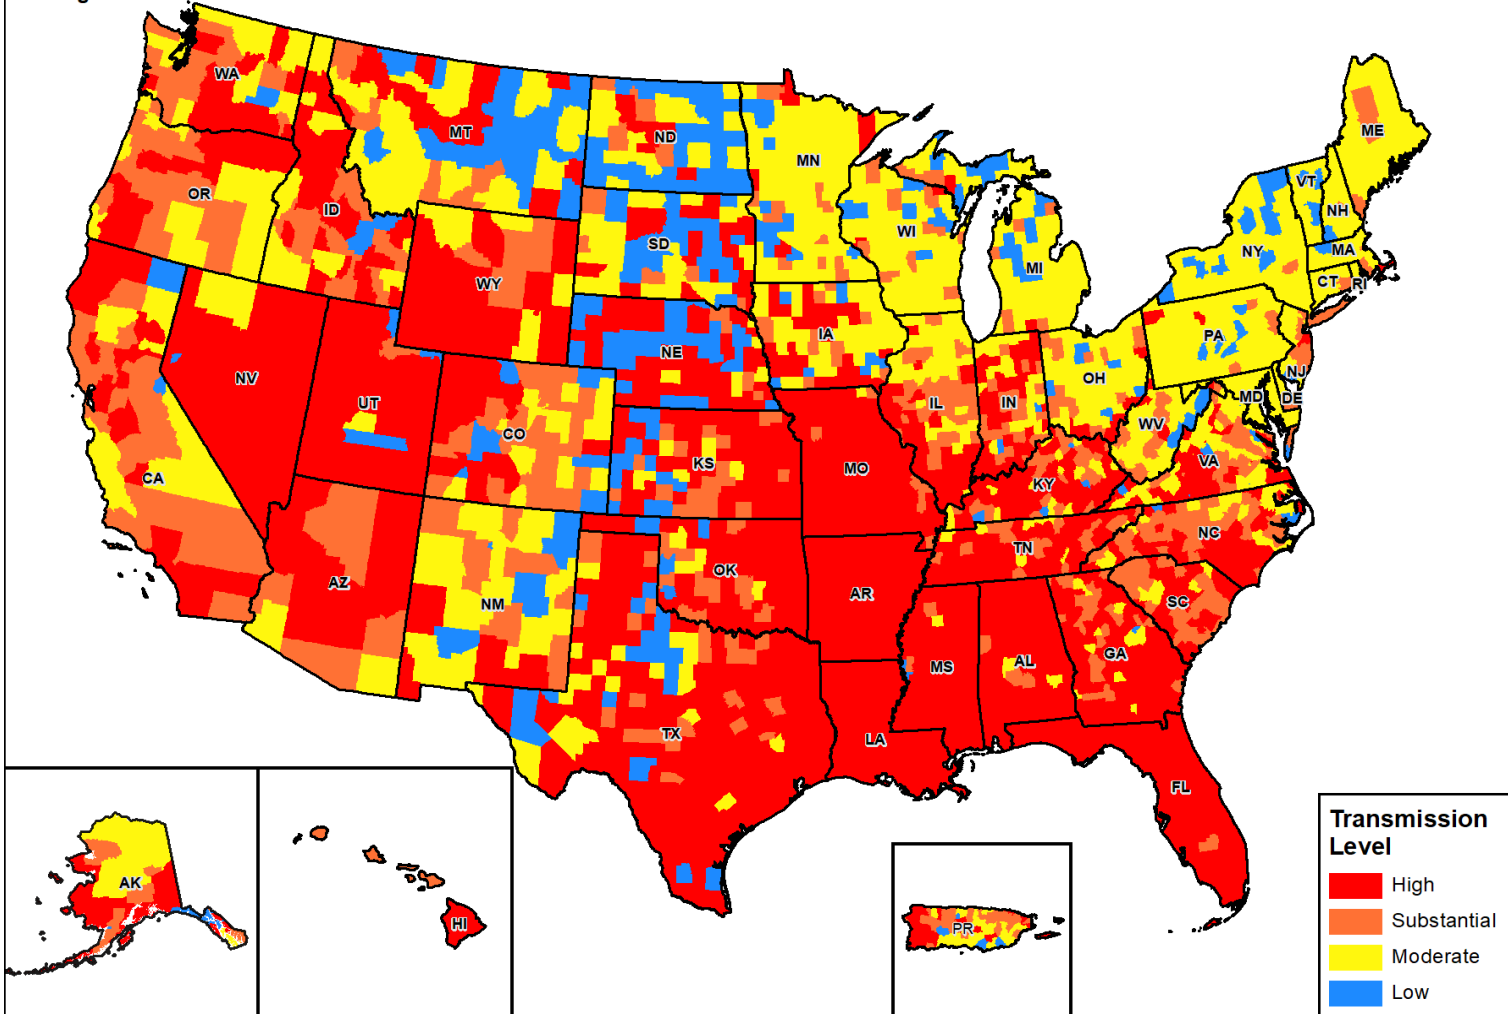 WA
MT
ND
MN
ME
OR
ID
SD
WI
VT
NH
WY
MI
NY
MA
CT
RI
IA
NE
PA
NV
UT
CO
IL
IN
OH
NJ
MD
DE
WV
CA
KS
MO
KY
VA
AZ
NM
OK
AR
TN
NC
SC
MS
AL
GA
TX
LA
FL
AK
HI
PR
Transmission
Level
High
Substantial
Moderate
Low